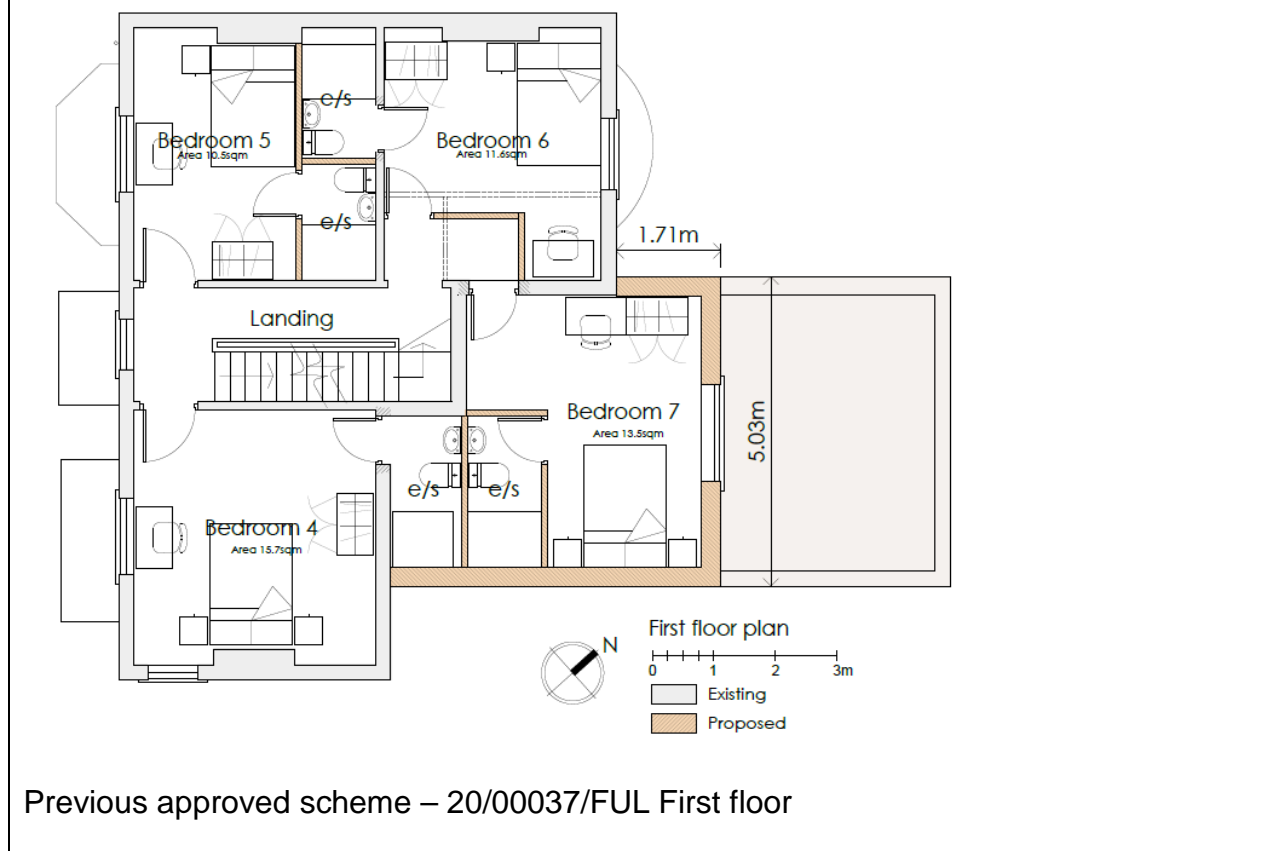 e/s
Bedroom 5
Area 10.5sqm
Bedroom 6
Area 11.6sqm
e/s
1.71m
Landing
Bedroom 7
Area 13.5sqm
5.03m
e/s
e/s
Bedroom 4
Area 15.7sqm
N
First floor plan
0 1 2 3m
Existing
Proposed
Previous approved scheme – 20/00037/FUL First floor